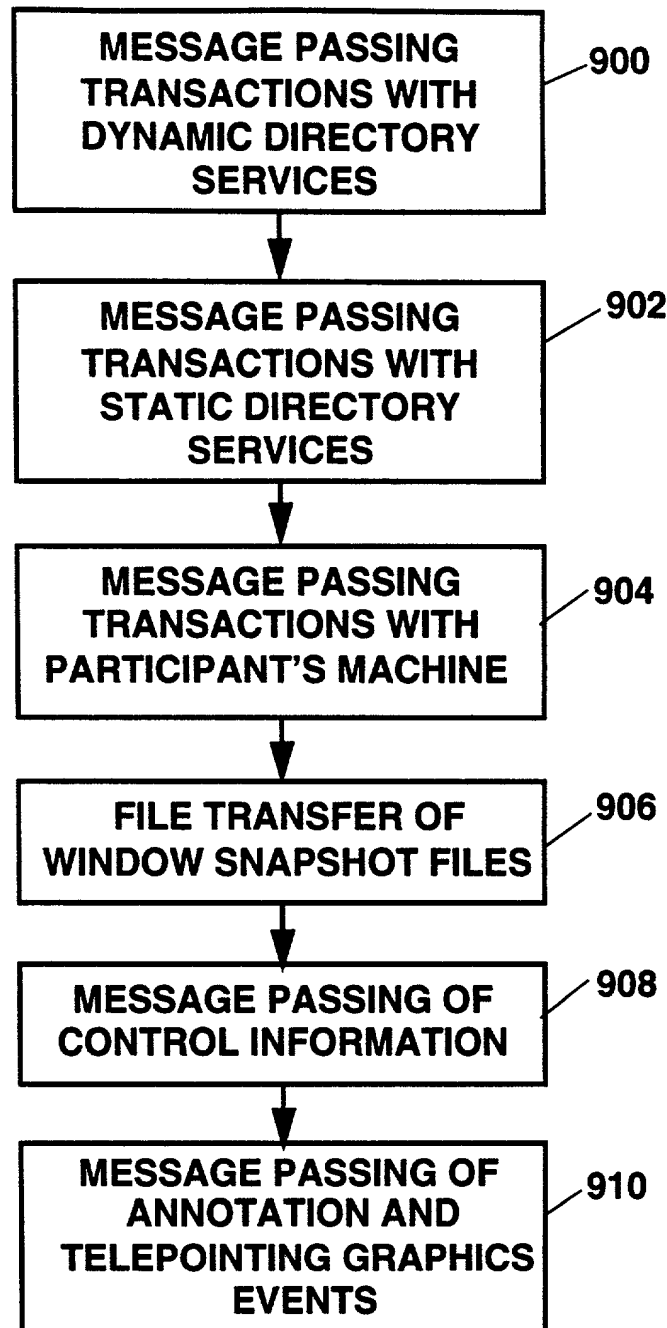 MESSAGE PASSING
TRANSACTIONS WITH
DYNAMIC DIRECTORY
SERVICES
900
MESSAGE PASSING
TRANSACTIONS WITH
STATIC DIRECTORY
SERVICES
902
MESSAGE PASSING
TRANSACTIONS WITH
PARTICIPANT'S MACHINE
904
FILE TRANSFER OF
WINDOW SNAPSHOT FILES
906
MESSAGE PASSING OF
CONTROL INFORMATION
908
MESSAGE PASSING OF
ANNOTATION AND
TELEPOINTING GRAPHICS
EVENTS
910